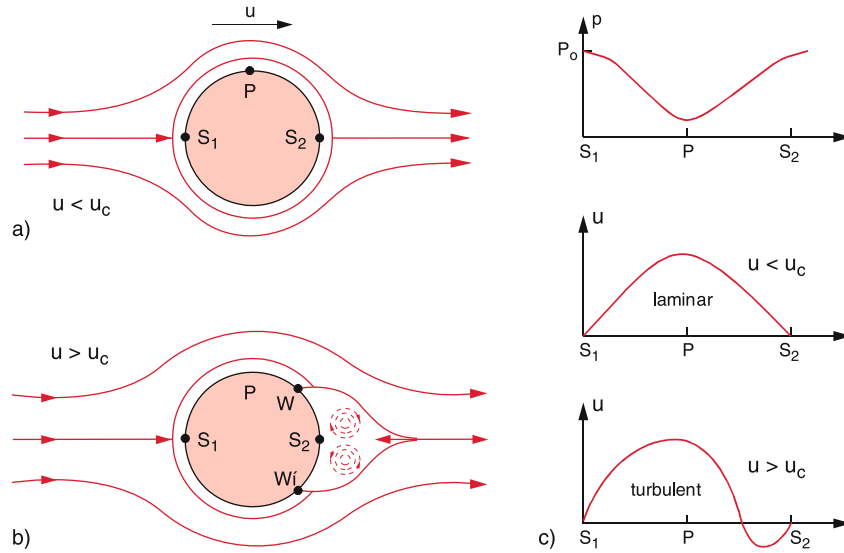 u
P
S1 S2
u < uc
a)
u > uc
P
W
S1 S2
Wí
b)
p
Po
S1 P S2
u
u < uc
laminar
S1 P S2
u
u > uc
turbulent
S1 P S2
c)